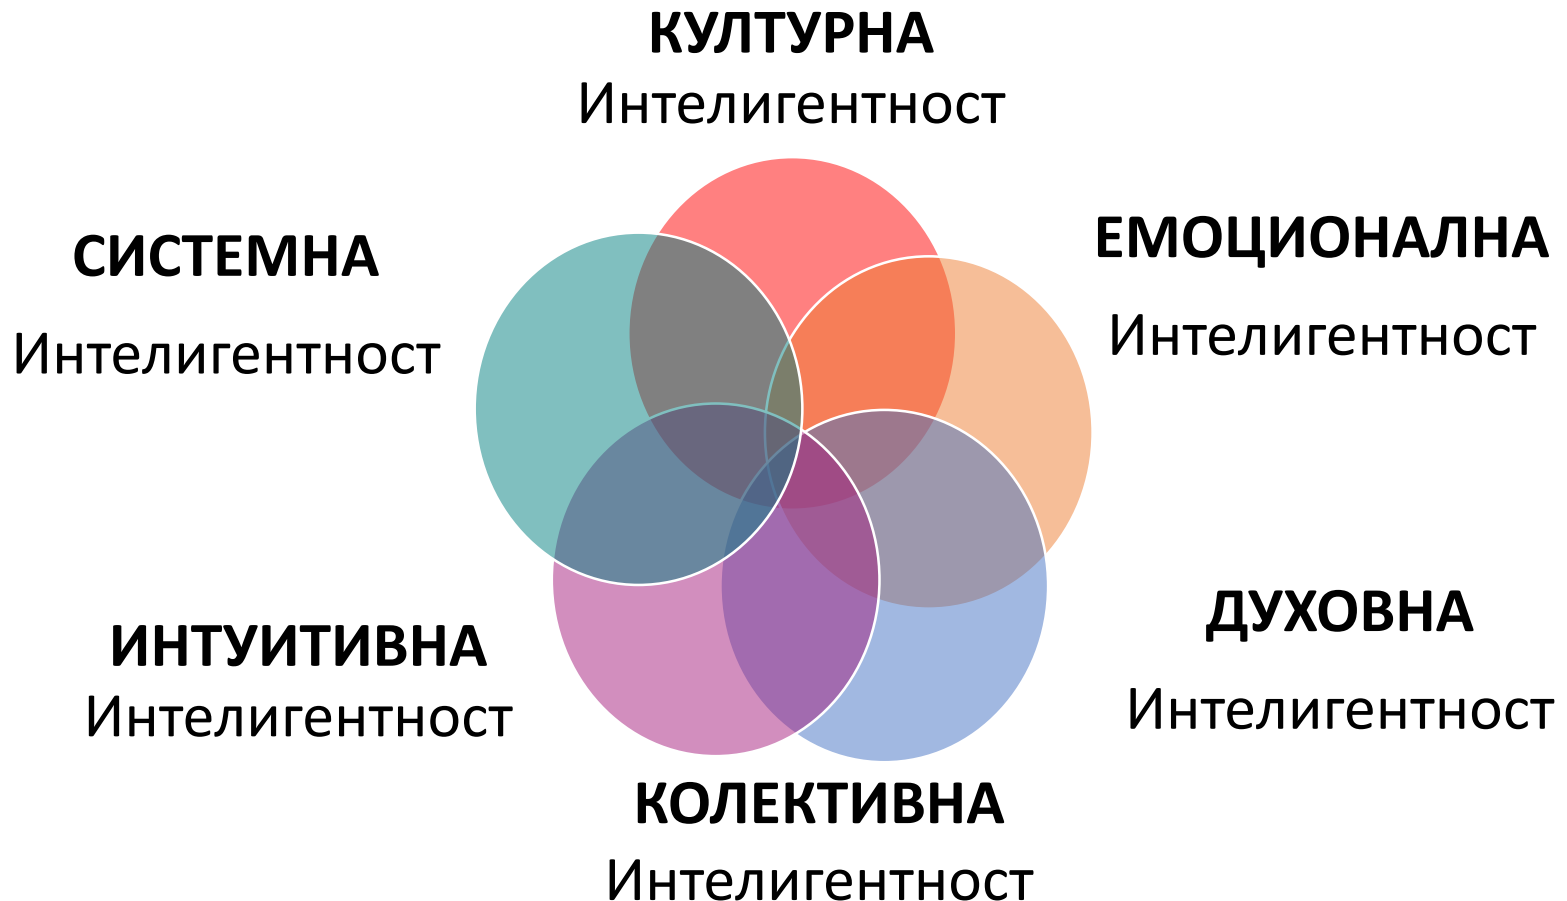 КУЛТУРНА
Интелигентност
ЕМОЦИОНАЛНА
Интелигентност
ДУХОВНА
Интелигентност
КОЛЕКТИВНА
Интелигентност
ИНТУИТИВНА
Интелигентност
СИСТЕМНА
Интелигентност